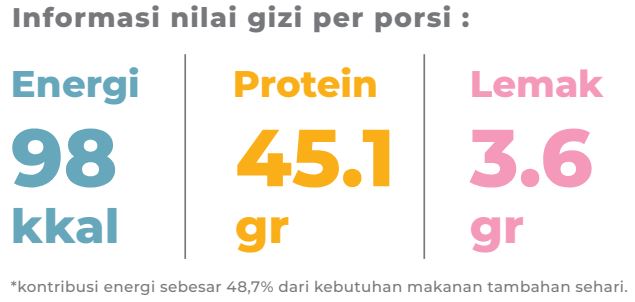 Informasi nilai gizi per porsi :
Energi
98
kkal
Protein
45.1
gr
Lemak
3.6
gr
*kontribusi energi sebesar 48,7% dari kebutuhan makanan tambahan sehari.